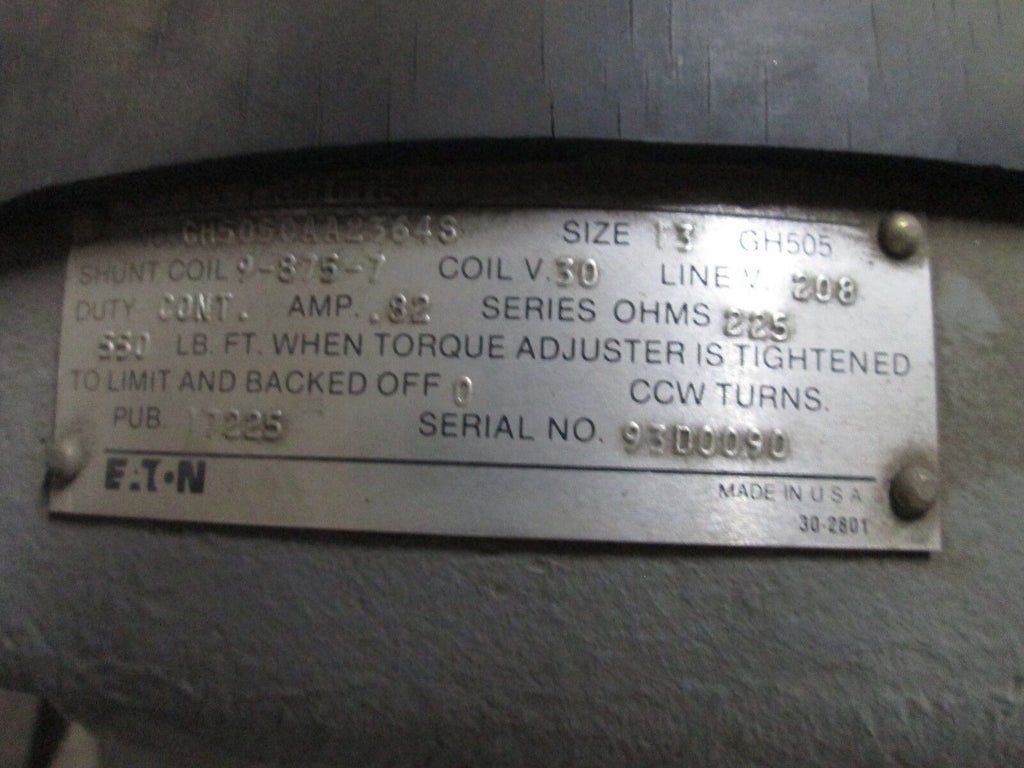 GH505CAA2364S SIZE 13 GH505
SHUNT COIL 9-875-7 COIL V. 30 LINE V. 208
DUTY CONT. AMP. .82 SERIES OHMS 225
550 LB. FT. WHEN TORQUE ADJUSTER IS TIGHTENED
TO LIMIT AND BACKED OFF 0 CCW TURNS.
PUB. 17225 SERIAL NO. 93D0090
EATON
MADE IN U S A
30-2801